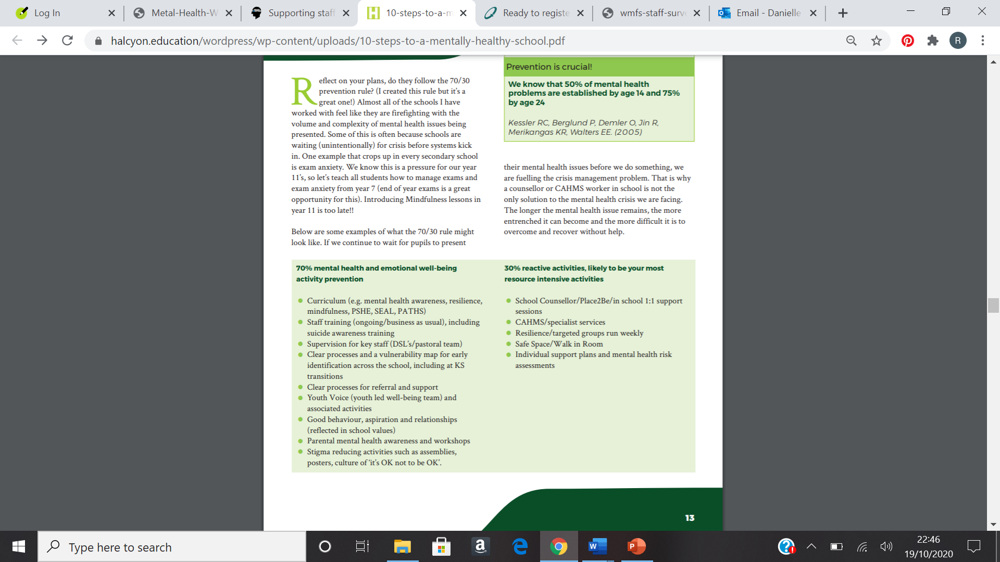 Log In
Metal-Health-W
Supporting staff
10-steps-to-a-m
Ready to registe
wmfs-staff-surve
Email - Danielle
halcyon.education/wordpress/wp-content/uploads/10-steps-to-a-mentally-healthy-school.pdf
R
Reflect on your plans, do they follow the 70/30
prevention rule? (I created this rule but it's a
great one!) Almost all of the schools I have
worked with feel like they are firefighting with the
volume and complexity of mental health issues being
presented. Some of this is often because schools are
waiting (unintentionally) for crisis before systems kick
in. One example that crops up in every secondary school
is exam anxiety. We know this is a pressure for our year
11's, so let's teach all students how to manage exams and
exam anxiety from year 7 (end of year exams is a great
opportunity for this). Introducing Mindfulness lessons in
year 11 is too late!!
Below are some examples of what the 70/30 rule might
look like. If we continue to wait for pupils to present
Prevention is crucial!
We know that 50% of mental health
problems are established by age 14 and 75%
by age 24
Kessler RC, Berglund P, Demler O, Jin R,
Merikangas KR, Walters EE. (2005)
their mental health issues before we do something, we
are fuelling the crisis management problem. That is why
a counsellor or CAHMS worker in school is not the
only solution to the mental health crisis we are facing.
The longer the mental health issue remains, the more
entrenched it can become and the more difficult it is to
overcome and recover without help.
70% mental health and emotional well-being
activity prevention
● Curriculum (e.g. mental health awareness, resilience,
mindfulness, PSHE, SEAL, PATHS)
● Staff training (ongoing/business as usual), including
suicide awareness training
● Supervision for key staff (DSL's/pastoral team)
● Clear processes and a vulnerability map for early
identification across the school, including at KS
transitions
● Clear processes for referral and support
● Youth Voice (youth led well-being team) and
associated activities
● Good behaviour, aspiration and relationships
(reflected in school values)
● Parental mental health awareness and workshops
● Stigma reducing activities such as assemblies,
posters, culture of 'it's OK not to be OK'.
30% reactive activities, likely to be your most
resource intensive activities
● School Counsellor/Place2Be/in school 1:1 support
sessions
● CAHMS/specialist services
● Resilience/targeted groups run weekly
● Safe Space/Walk in Room
● Individual support plans and mental health risk
assessments
13
Type here to search
22:46
19/10/2020